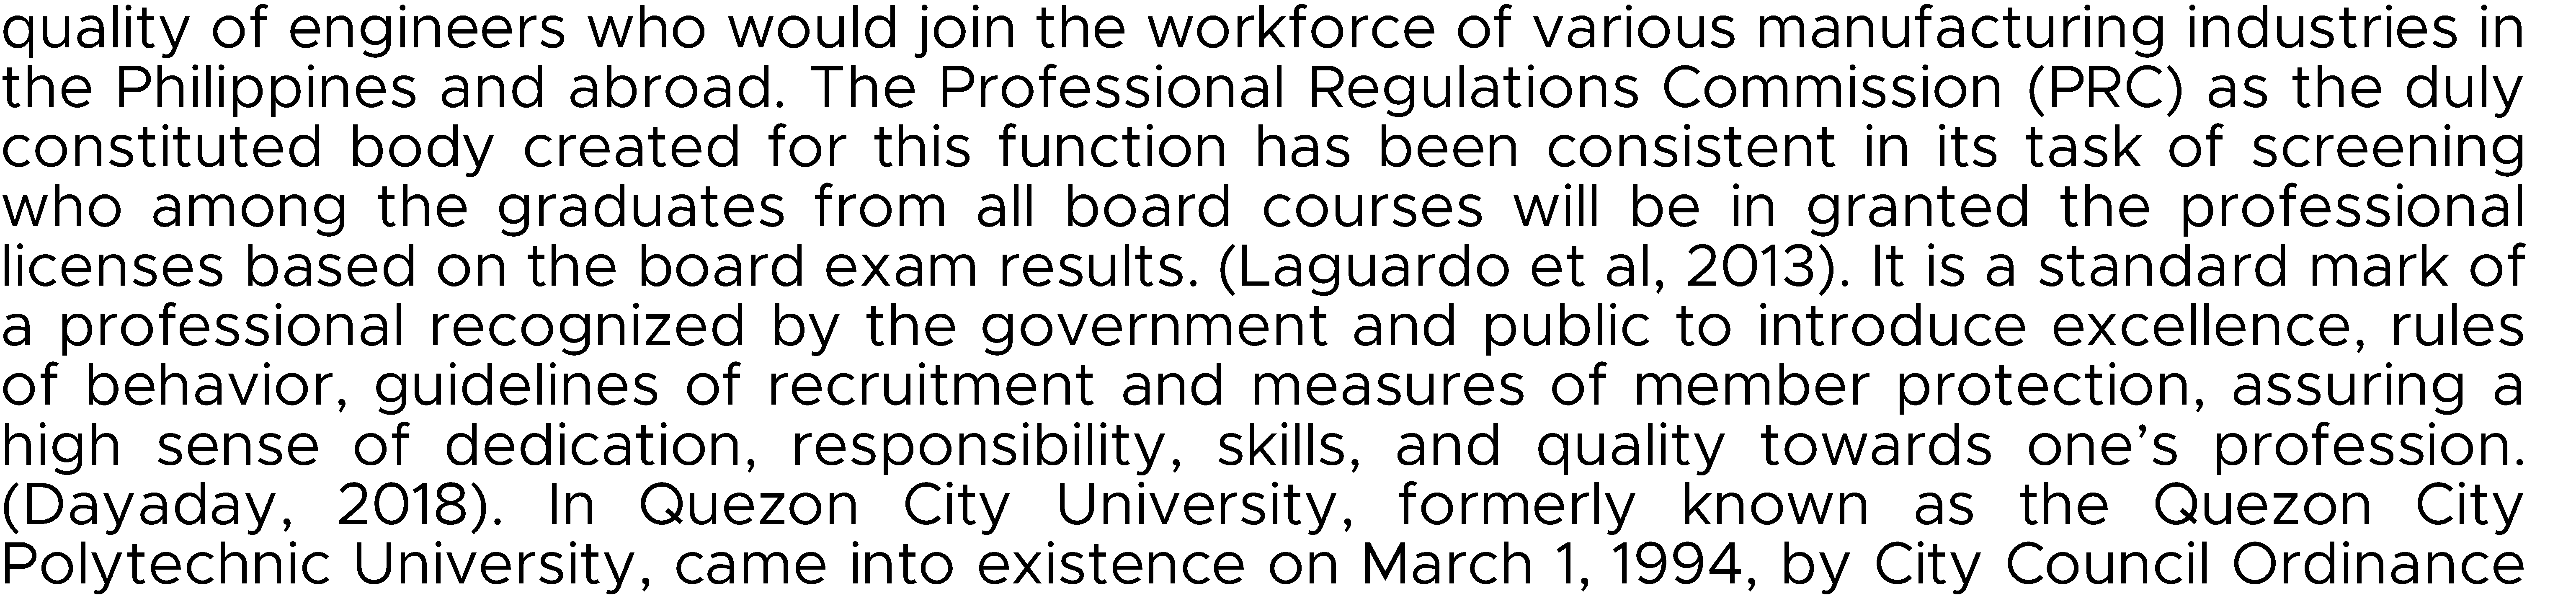 quality of engineers who would join the workforce of various manufacturing industries in
the Philippines and abroad. The Professional Regulations Commission (PRC) as the duly
constituted body created for this function has been consistent in its task of screening
who among the graduates from all board courses will be in granted the professional
licenses based on the board exam results. (Laguardo et al, 2013). It is a standard mark of
a professional recognized by the government and public to introduce excellence, rules
of behavior, guidelines of recruitment and measures of member protection, assuring a
high sense of dedication, responsibility, skills, and quality towards one’s profession.
(Dayaday, 2018). In Quezon City University, formerly known as the Quezon City
Polytechnic University, came into existence on March 1, 1994, by City Council Ordinance